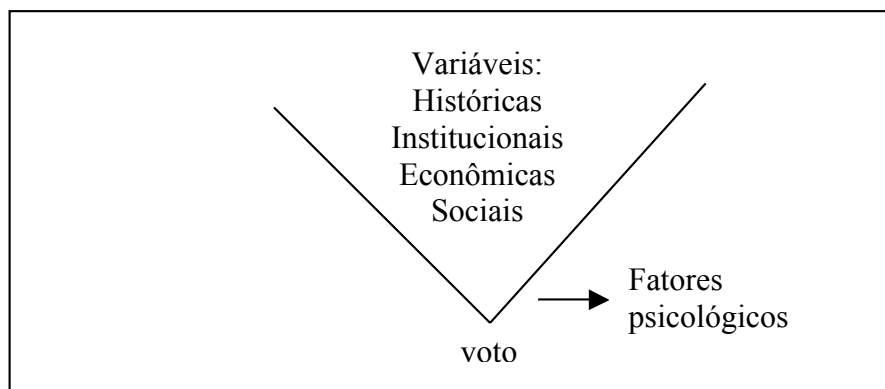 Variáveis:
Históricas
Institucionais
Econômicas
Sociais
Fatores
psicológicos
voto